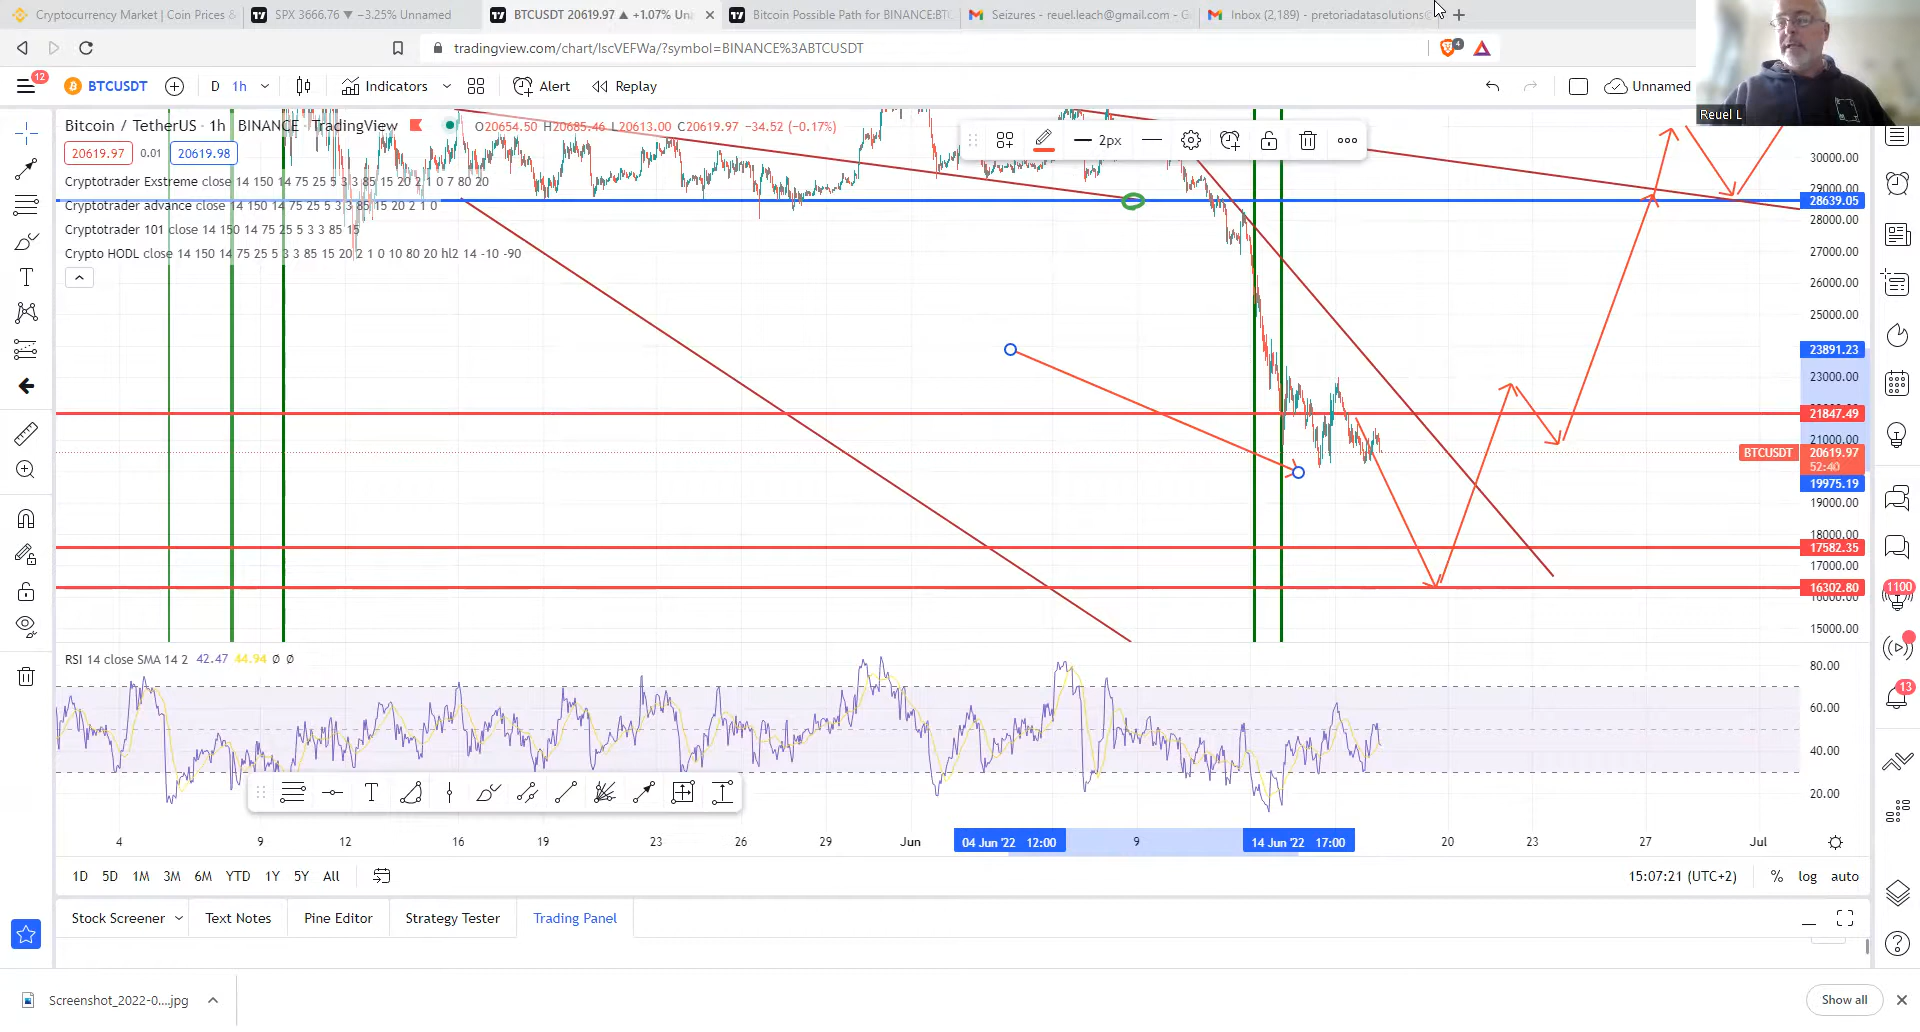 Cryptocurrency Market | Coin Prices &
SPX 3666.76 ▼ −3.25% Unnamed
BTCUSDT 20619.97 ▲ +1.07% Un
Bitcoin Possible Path for BINANCE:BTC
Seizures - reuel.leach@gmail.com - G
Inbox (2,189) - pretoriadatasolutions@
tradingview.com/chart/IscVEFWa/?symbol=BINANCE%3ABTCUSDT
4
12
BTCUSDT
D
1h
Indicators
Alert
Replay
Unnamed
Reuel L
Bitcoin / TetherUS · 1h · BINANCE · TradingView
O20654.50 H20685.46 L20613.00 C20619.97 −34.52 (−0.17%)
20619.97
0.01
20619.98
2px
Cryptotrader Exstreme close 14 150 14 75 25 5 3 3 85 15 20 2 1 0 7 80 20
Cryptotrader advance close 14 150 14 75 25 5 3 3 85 15 20 2 1 0
Cryptotrader 101 close 14 150 14 75 25 5 3 3 85 15
Crypto HODL close 14 150 14 75 25 5 3 3 85 15 20 2 1 0 10 80 20 hl2 14 -10 -90
30000.00
29000.00
28639.05
28000.00
27000.00
26000.00
25000.00
23891.23
23000.00
21847.49
21000.00
BTCUSDT
20619.97
52:40
19975.19
19000.00
18000.00
17582.35
17000.00
16302.80
16000.00
15000.00
1100
13
RSI 14 close SMA 14 2 42.47 44.94 Ø Ø
80.00
60.00
40.00
20.00
4
9
12
16
19
23
26
29
Jun
04 Jun '22 12:00
9
14 Jun '22 17:00
20
23
27
Jul
1D
5D
1M
3M
6M
YTD
1Y
5Y
All
15:07:21 (UTC+2)
%
log
auto
Stock Screener
Text Notes
Pine Editor
Strategy Tester
Trading Panel
Screenshot_2022-0....jpg
Show all